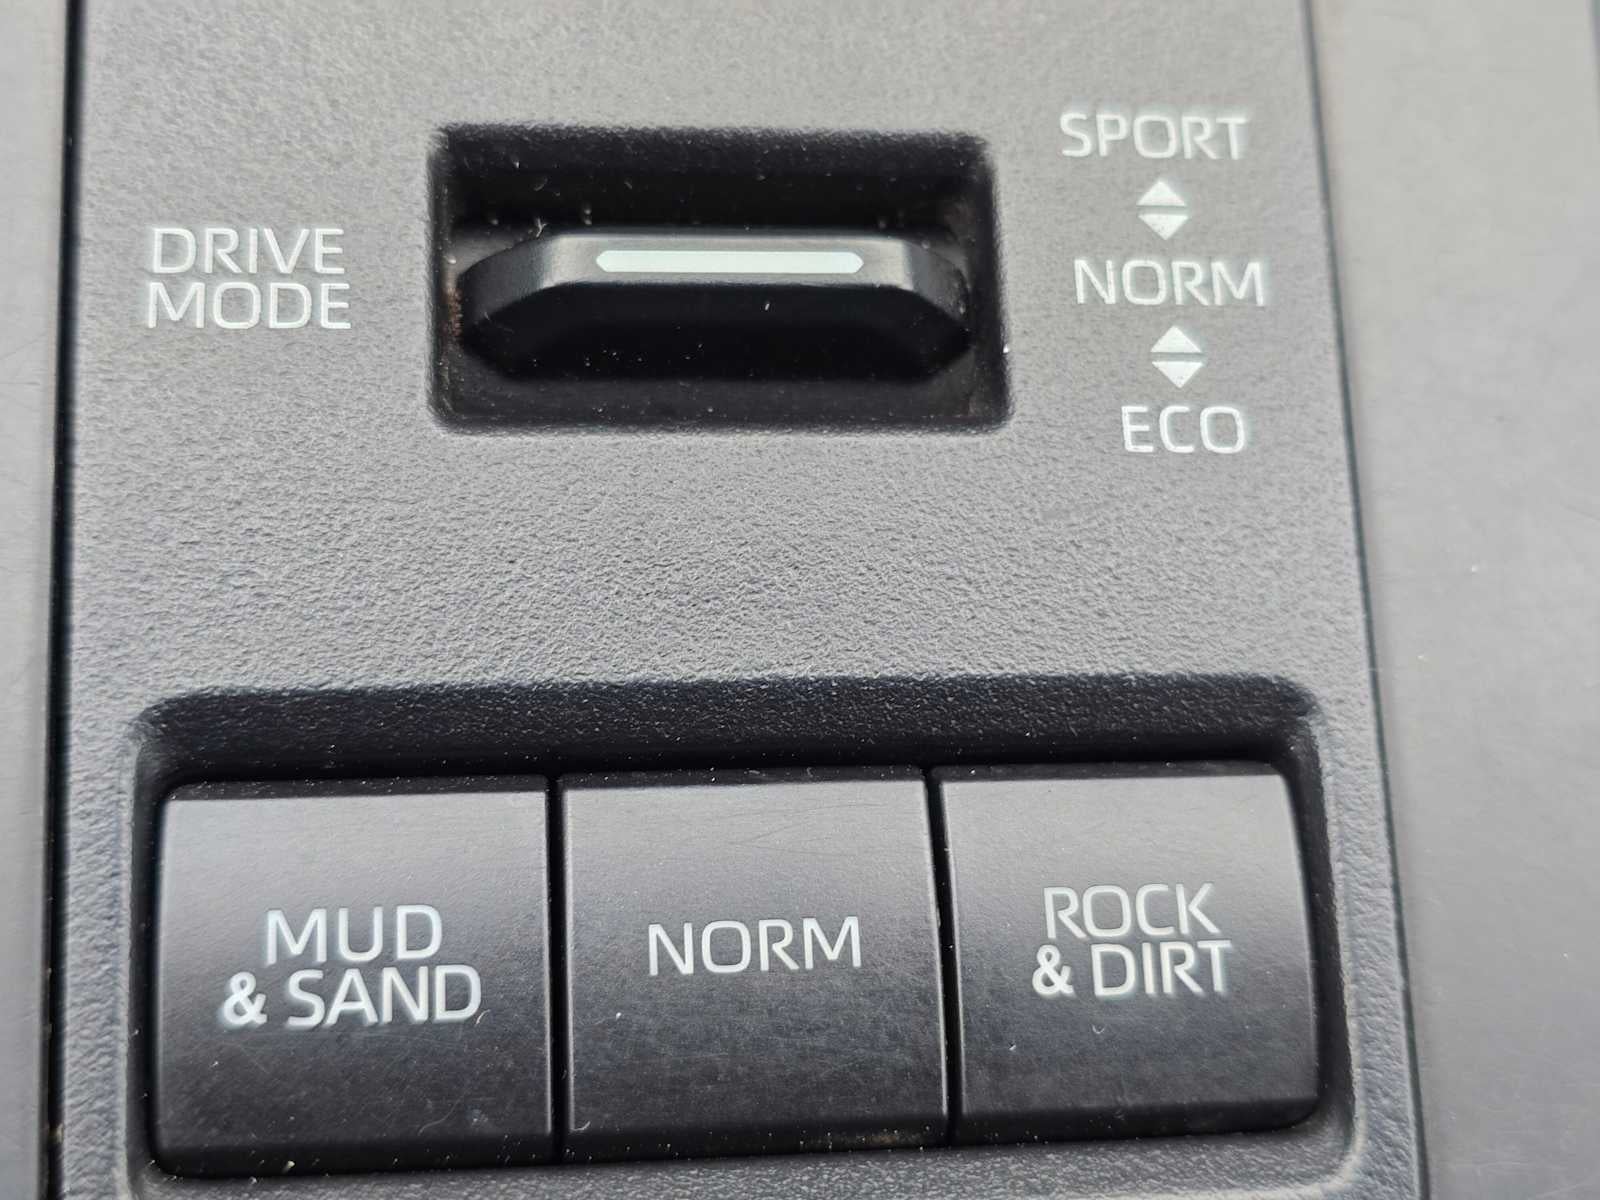 DRIVE
MODE
SPORT
NORM
ECO
MUD
& SAND
NORM
ROCK
& DIRT